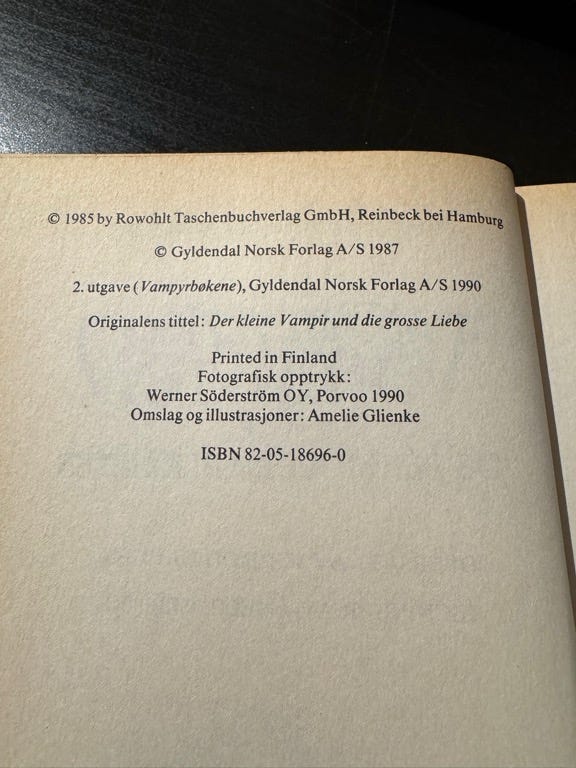 © 1985 by Rowohlt Taschenbuchverlag GmbH, Reinbeck bei Hamburg
© Gyldendal Norsk Forlag A/S 1987
2. utgave (Vampyrbøkene), Gyldendal Norsk Forlag A/S 1990
Originalens tittel: Der kleine Vampir und die grosse Liebe
Printed in Finland
Fotografisk opptrykk:
Werner Söderström OY, Porvoo 1990
Omslag og illustrasjoner: Amelie Glienke
ISBN 82-05-18696-0